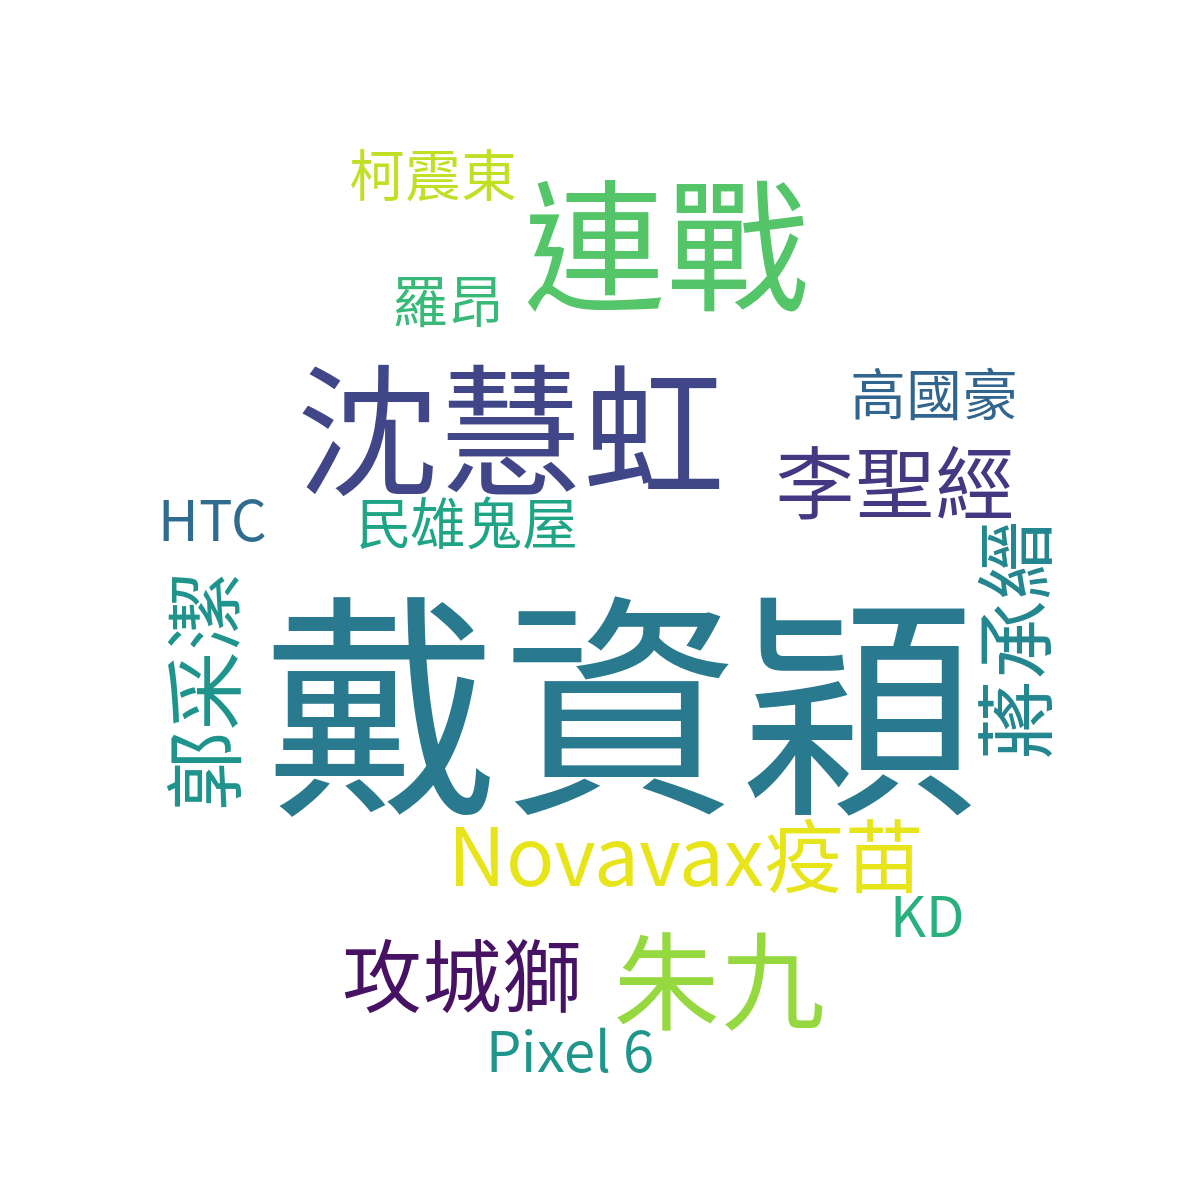 柯震東
連戰
羅昂
沈慧虹
高國豪
李聖經
HTC
民雄鬼屋
蔣承縉
郭采潔
戴資穎
Novavax疫苗
KD
攻城獅
朱九
Pixel 6